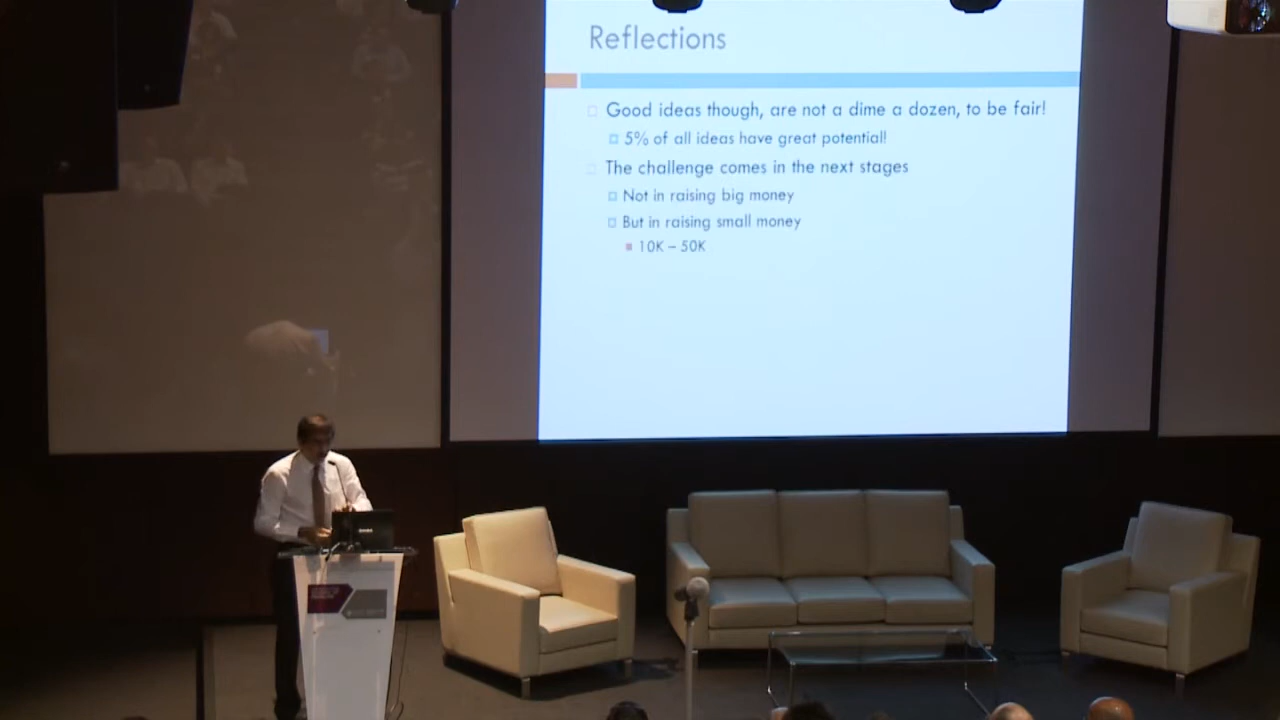 Reflections
Good ideas though, are not a dime a dozen, to be fair!
5% of all ideas have great potential!
The challenge comes in the next stages
Not in raising big money
But in raising small money
10K – 50K